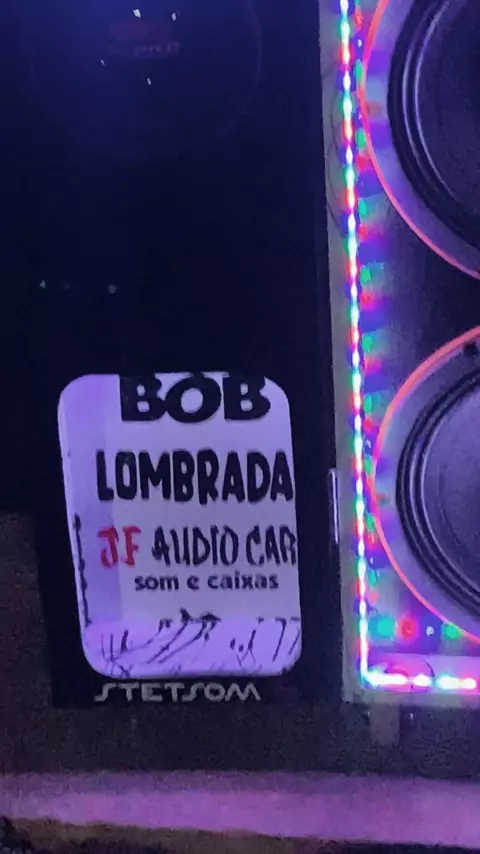 BOB
LOMBRADA
JF AUDIO CAR
som e caixas
STETSOM